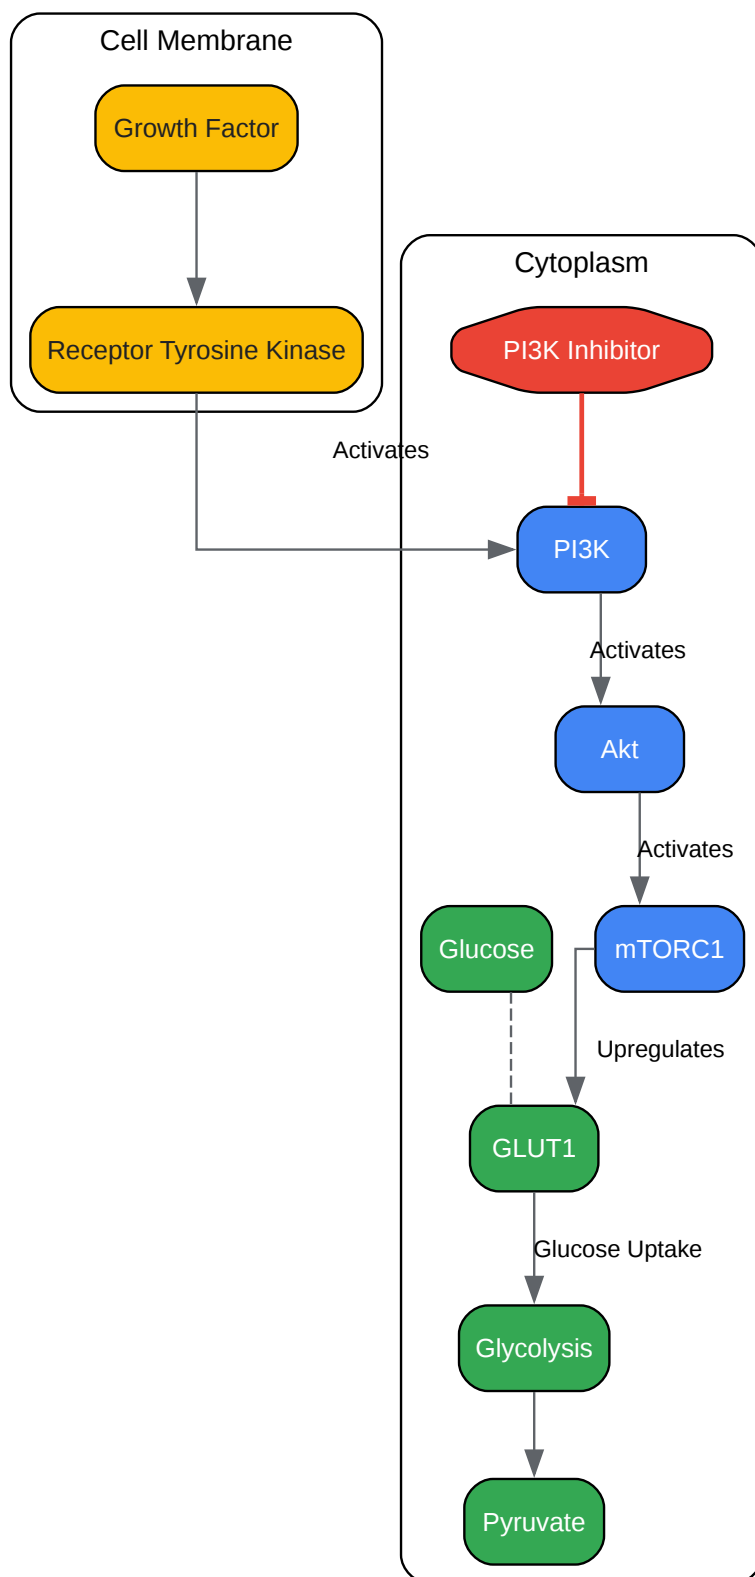 Cell Membrane
Growth Factor
Receptor Tyrosine Kinase
Cytoplasm
PI3K Inhibitor
Activates
PI3K
Activates
Akt
Activates
Glucose
mTORC1
Upregulates
GLUT1
Glucose Uptake
Glycolysis
Pyruvate